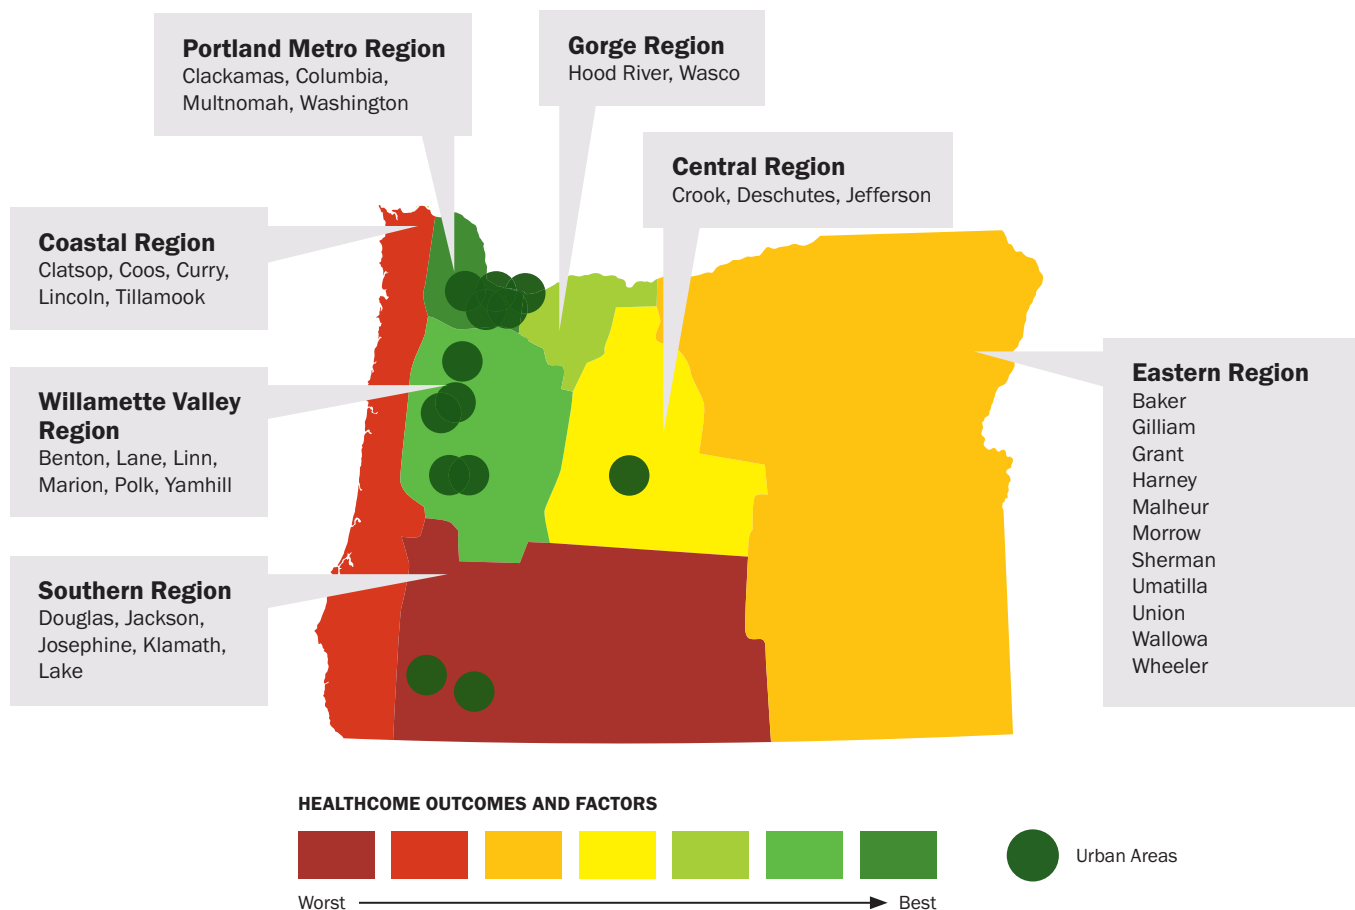 Portland Metro Region
Clackamas, Columbia,
Multnomah, Washington
Gorge Region
Hood River, Wasco
Central Region
Crook, Deschutes, Jefferson
Coastal Region
Clatsop, Coos, Curry,
Lincoln, Tillamook
Willamette Valley
Region
Benton, Lane, Linn,
Marion, Polk, Yamhill
Southern Region
Douglas, Jackson,
Josephine, Klamath,
Lake
Eastern Region
Baker
Gilliam
Grant
Harney
Malheur
Morrow
Sherman
Umatilla
Union
Wallowa
Wheeler
HEALTHCOME OUTCOMES AND FACTORS
Urban Areas
Worst
Best